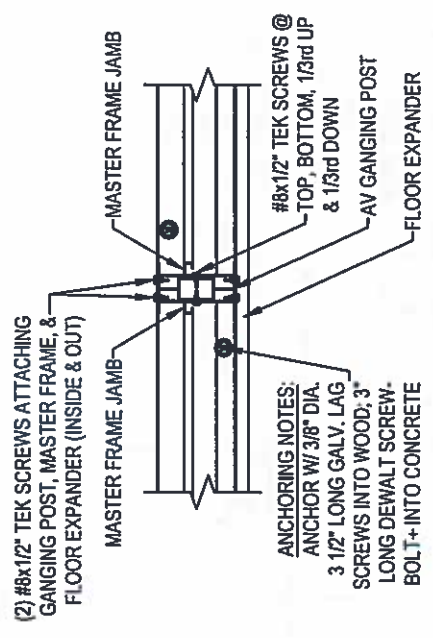 (2) #8x1/2" TEK SCREWS ATTACHING
GANGING POST, MASTER FRAME, &
FLOOR EXPANDER (INSIDE & OUT)
MASTER FRAME JAMB
MASTER FRAME JAMB
#8x1/2" TEK SCREWS @
TOP, BOTTOM, 1/3rd UP
& 1/3rd DOWN
AV GANGING POST
FLOOR EXPANDER
ANCHORING NOTES:
ANCHOR W/ 3/8" DIA.
3 1/2" LONG GALV. LAG
SCREWS INTO WOOD; 3"
LONG DEWALT SCREW-
BOLT+ INTO CONCRETE